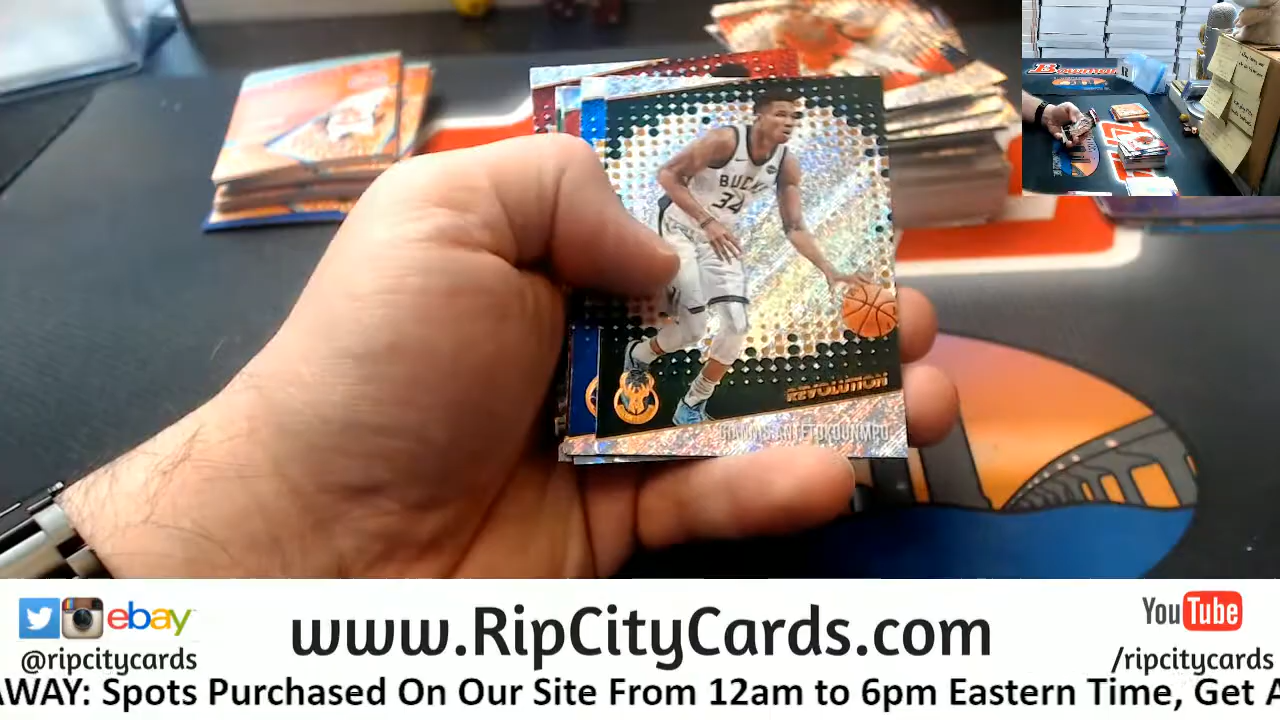 BUCKS
34
REVOLUTION
GIANNIS ANTETOKOUNMPO
ebay
www.RipCityCards.com
YouTube
@ripcitycards
/ripcitycards
AWAY: Spots Purchased On Our Site From 12am to 6pm Eastern Time, Get A